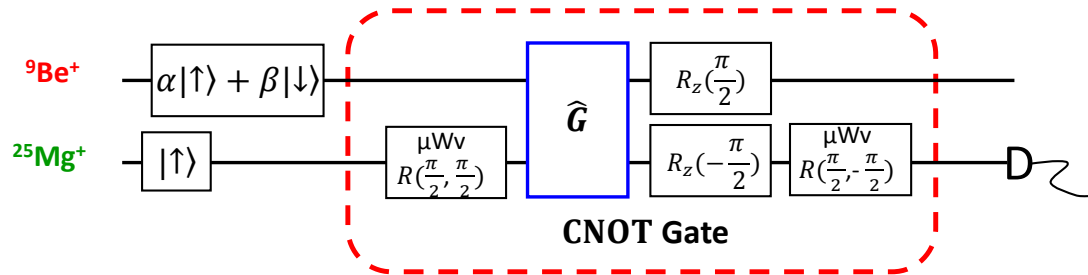 ⁹Be⁺
α|↑⟩ + β|↓⟩
R_z(π/2)
Ĝ
²⁵Mg⁺
|↑⟩
μWv
R(π/2, π/2)
R_z(-π/2)
μWv
R(π/2, -π/2)
D
CNOT Gate